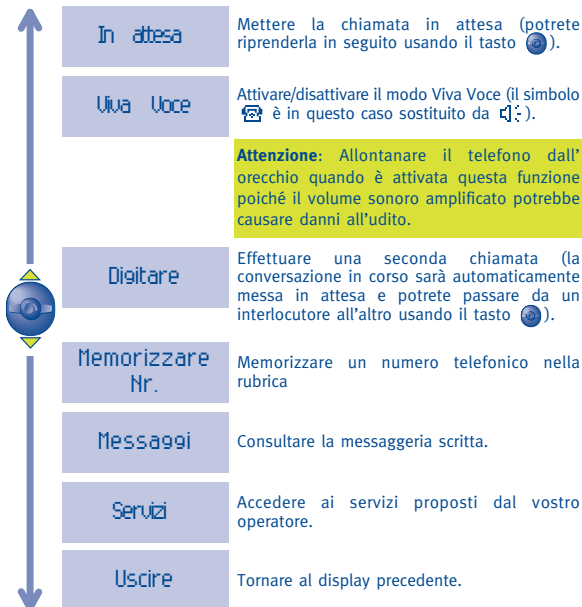 In attesa
Mettere la chiamata in attesa (potrete
riprenderla in seguito usando il tasto ).
Viva Voce
Attivare/disattivare il modo Viva Voce (il simbolo
è in questo caso sostituito da ).
Attenzione: Allontanare il telefono dall'
orecchio quando è attivata questa funzione
poiché il volume sonoro amplificato potrebbe
causare danni all'udito.
Digitare
Effettuare una seconda chiamata (la
conversazione in corso sarà automaticamente
messa in attesa e potrete passare da un
interlocutore all'altro usando il tasto ).
Memorizzare
Nr.
Memorizzare un numero telefonico nella
rubrica
Messaggi
Consultare la messaggeria scritta.
Servizi
Accedere ai servizi proposti dal vostro
operatore.
Uscire
Tornare al display precedente.